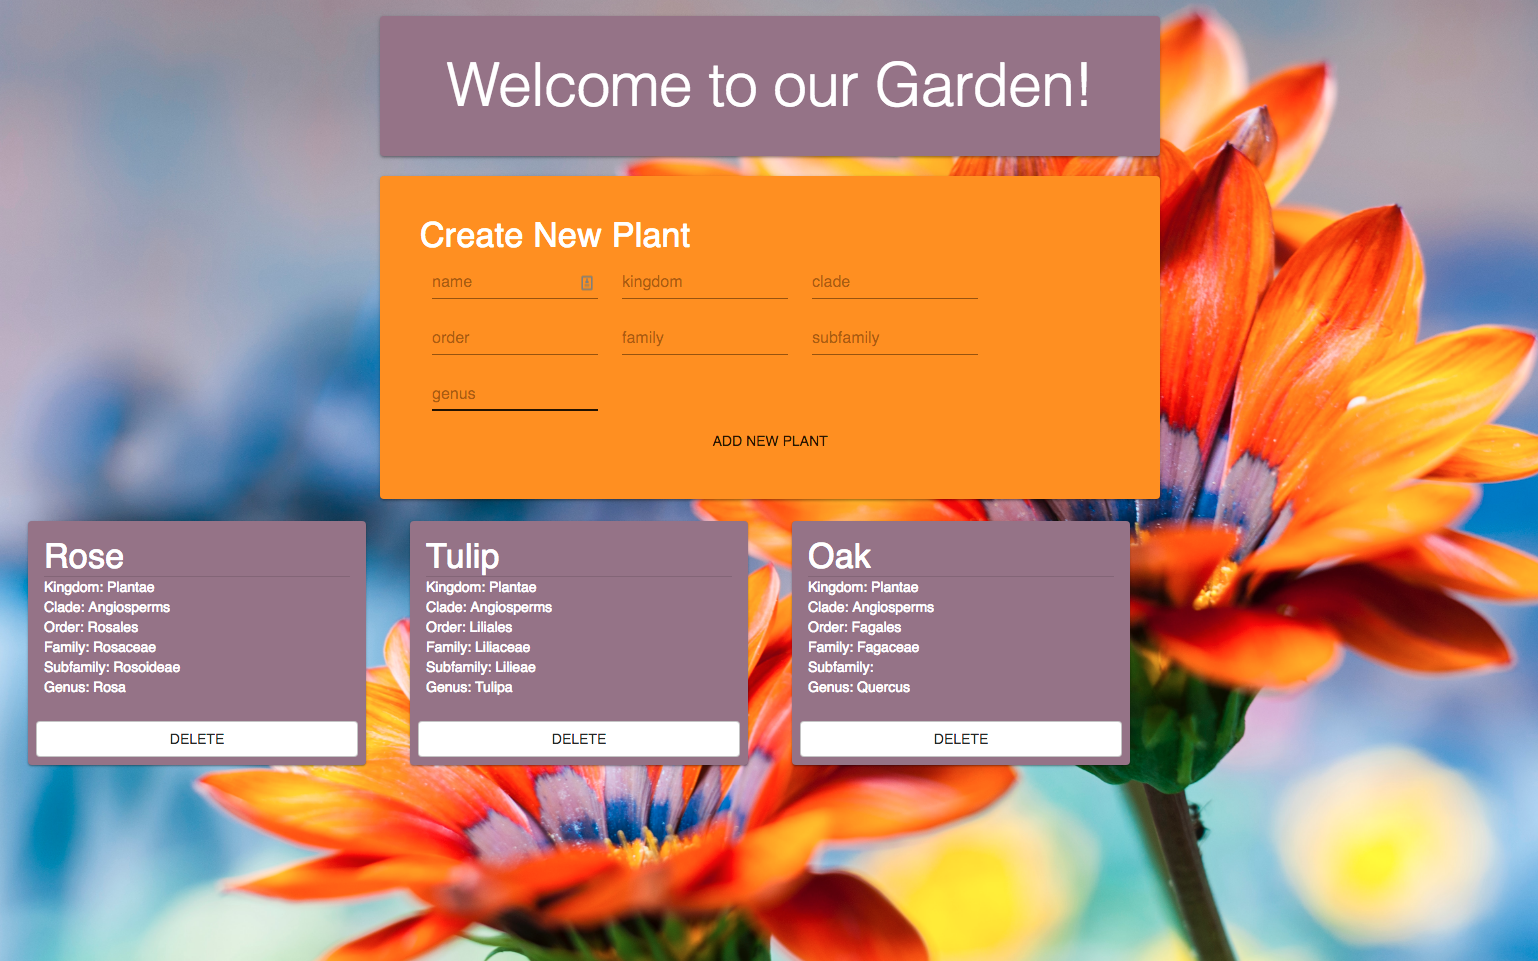 Welcome to our Garden!
Create New Plant
name kingdom clade
order family subfamily
genus
ADD NEW PLANT
Rose
Kingdom: Plantae
Clade: Angiosperms
Order: Rosales
Family: Rosaceae
Subfamily: Rosoideae
Genus: Rosa
DELETE
Tulip
Kingdom: Plantae
Clade: Angiosperms
Order: Liliales
Family: Liliaceae
Subfamily: Lilieae
Genus: Tulipa
DELETE
Oak
Kingdom: Plantae
Clade: Angiosperms
Order: Fagales
Family: Fagaceae
Subfamily:
Genus: Quercus
DELETE